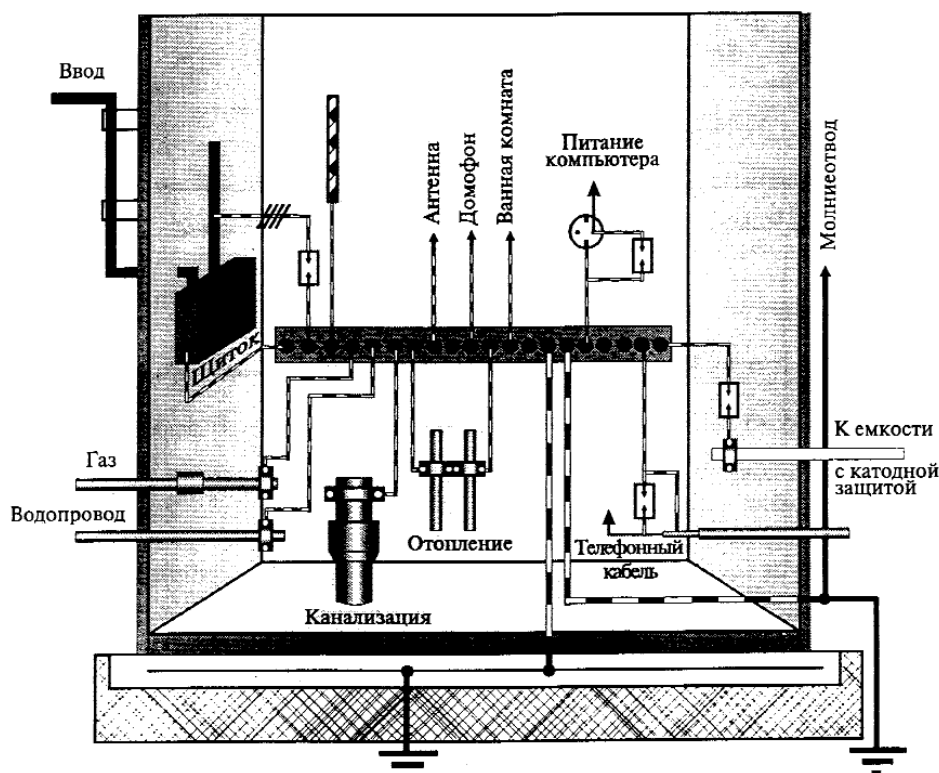 Ввод
Антенна
Домофон
Ванная комната
Питание
компьютера
Молниеотвод
Щиток
Газ
Водопровод
Канализация
Отопление
Телефонный
кабель
К емкости
с катодной
защитой